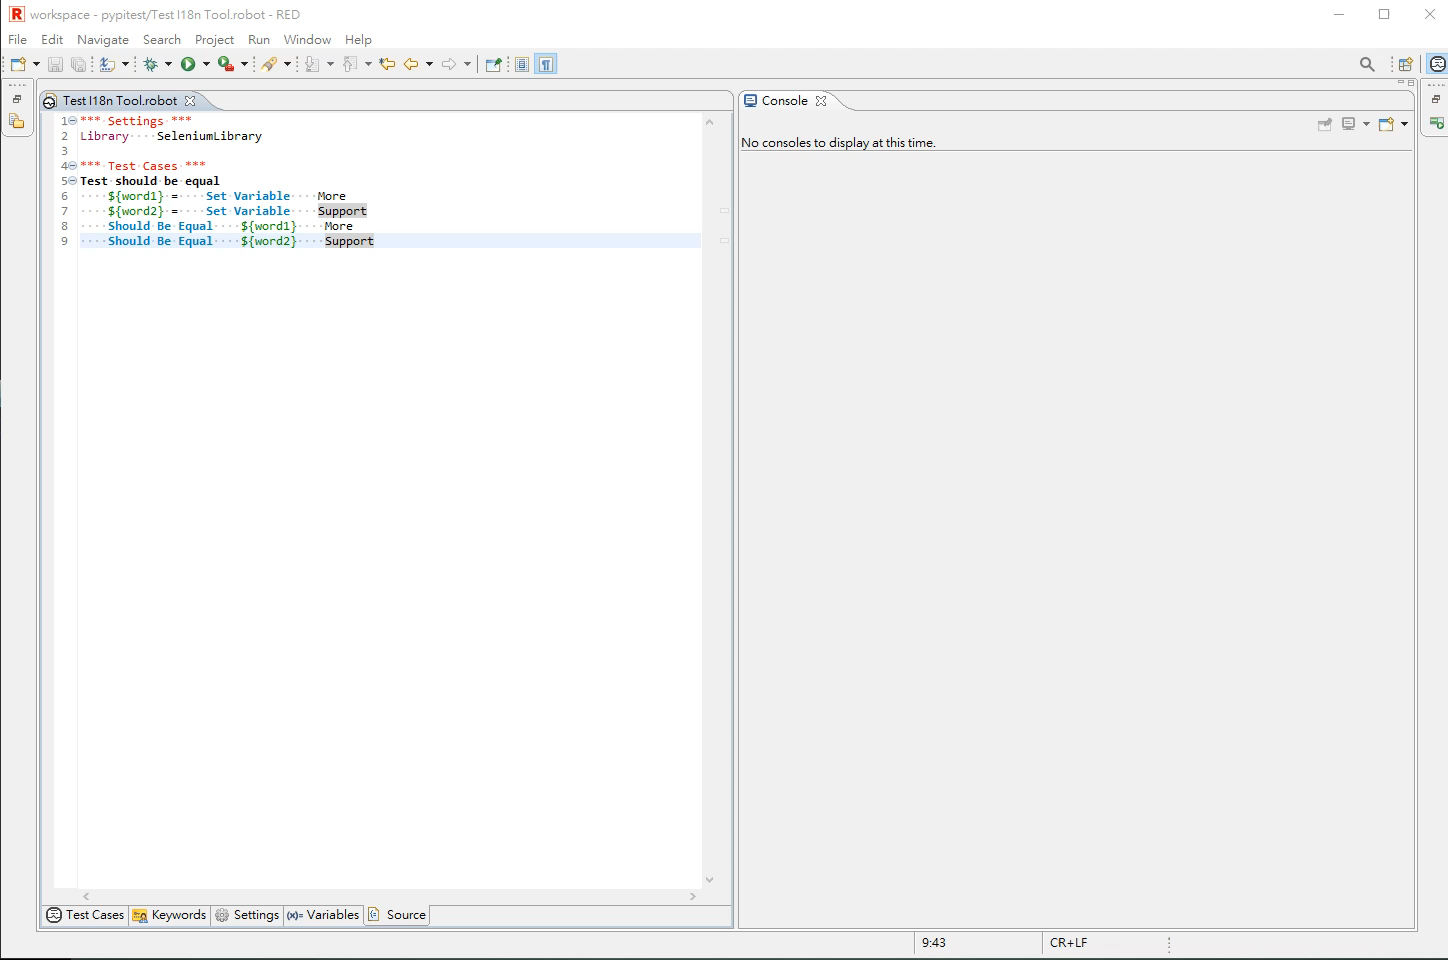 workspace - pypitest/Test I18n Tool.robot - RED
File Edit Navigate Search Project Run Window Help
Test I18n Tool.robot
1 *** Settings ***
2 Library    SeleniumLibrary
3
4 *** Test Cases ***
5 Test should be equal
6     ${word1} =    Set Variable    More
7     ${word2} =    Set Variable    Support
8     Should Be Equal    ${word1}    More
9     Should Be Equal    ${word2}    Support
Test Cases Keywords Settings (x)= Variables Source
Console
No consoles to display at this time.
9:43 CR+LF